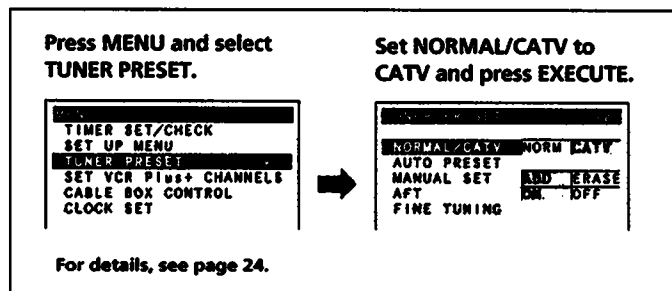 Press MENU and select
TUNER PRESET.
TIMER SET/CHECK
SET UP MENU
TUNER PRESET
SET VCR Plus+ CHANNELS
CABLE BOX CONTROL
CLOCK SET
For details, see page 24.
Set NORMAL/CATV to
CATV and press EXECUTE.
NORMAL/CATV NORM CATV
AUTO PRESET
MANUAL SET ADD ERASE
AFT ON OFF
FINE TUNING